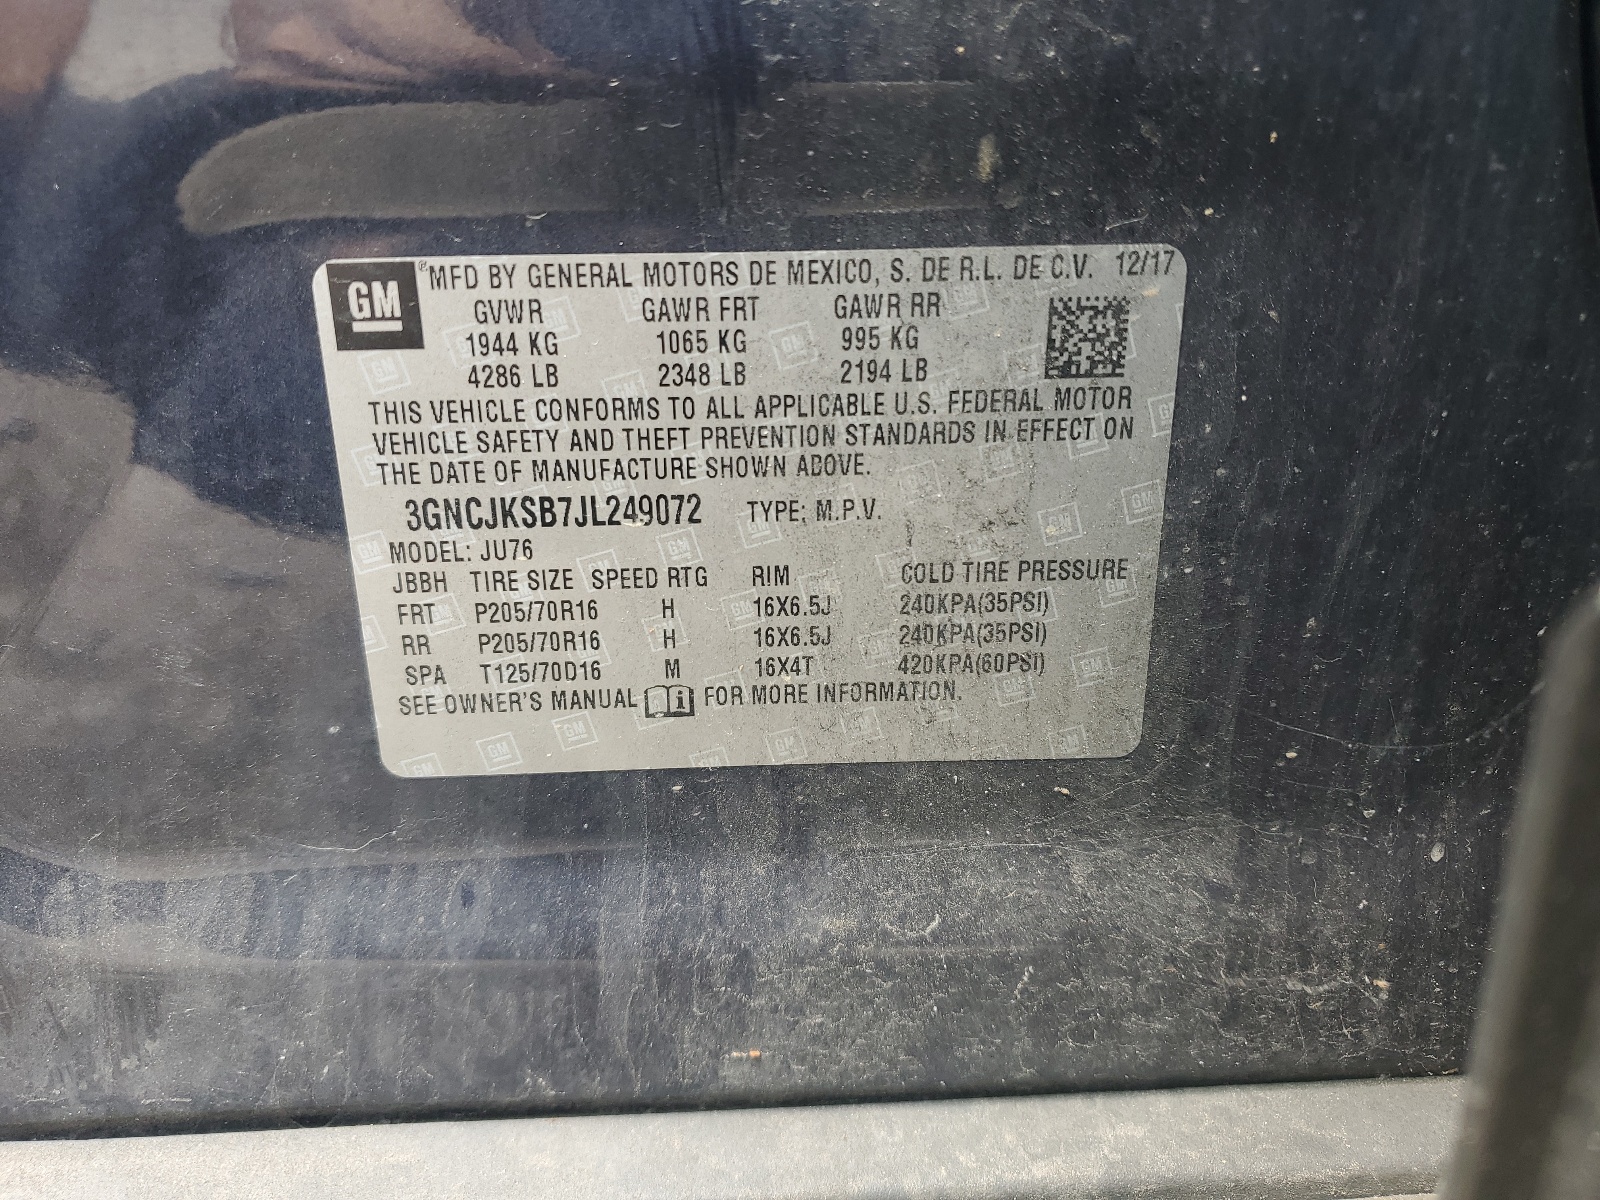 GM
® MFD BY GENERAL MOTORS DE MEXICO, S. DE R.L. DE C.V. 12/17
GVWR GAWR FRT GAWR RR
1944 KG 1065 KG 995 KG
4286 LB 2348 LB 2194 LB
THIS VEHICLE CONFORMS TO ALL APPLICABLE U.S. FEDERAL MOTOR
VEHICLE SAFETY AND THEFT PREVENTION STANDARDS IN EFFECT ON
THE DATE OF MANUFACTURE SHOWN ABOVE.
3GNCJKSB7JL249072 TYPE: M.P.V.
MODEL: JU76
JBBH TIRE SIZE SPEED RTG RIM COLD TIRE PRESSURE
FRT P205/70R16 H 16X6.5J 240KPA(35PSI)
RR P205/70R16 H 16X6.5J 240KPA(35PSI)
SPA T125/70D16 M 16X4T 420KPA(60PSI)
SEE OWNER'S MANUAL i FOR MORE INFORMATION.